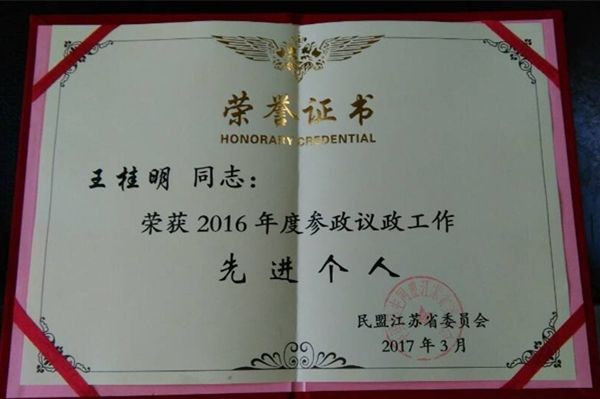 荣誉证书
HONORARY CREDENTIAL
王桂明 同志：
荣获2016年度参政议政工作
先进个人
民盟江苏省委员会
2017年3月